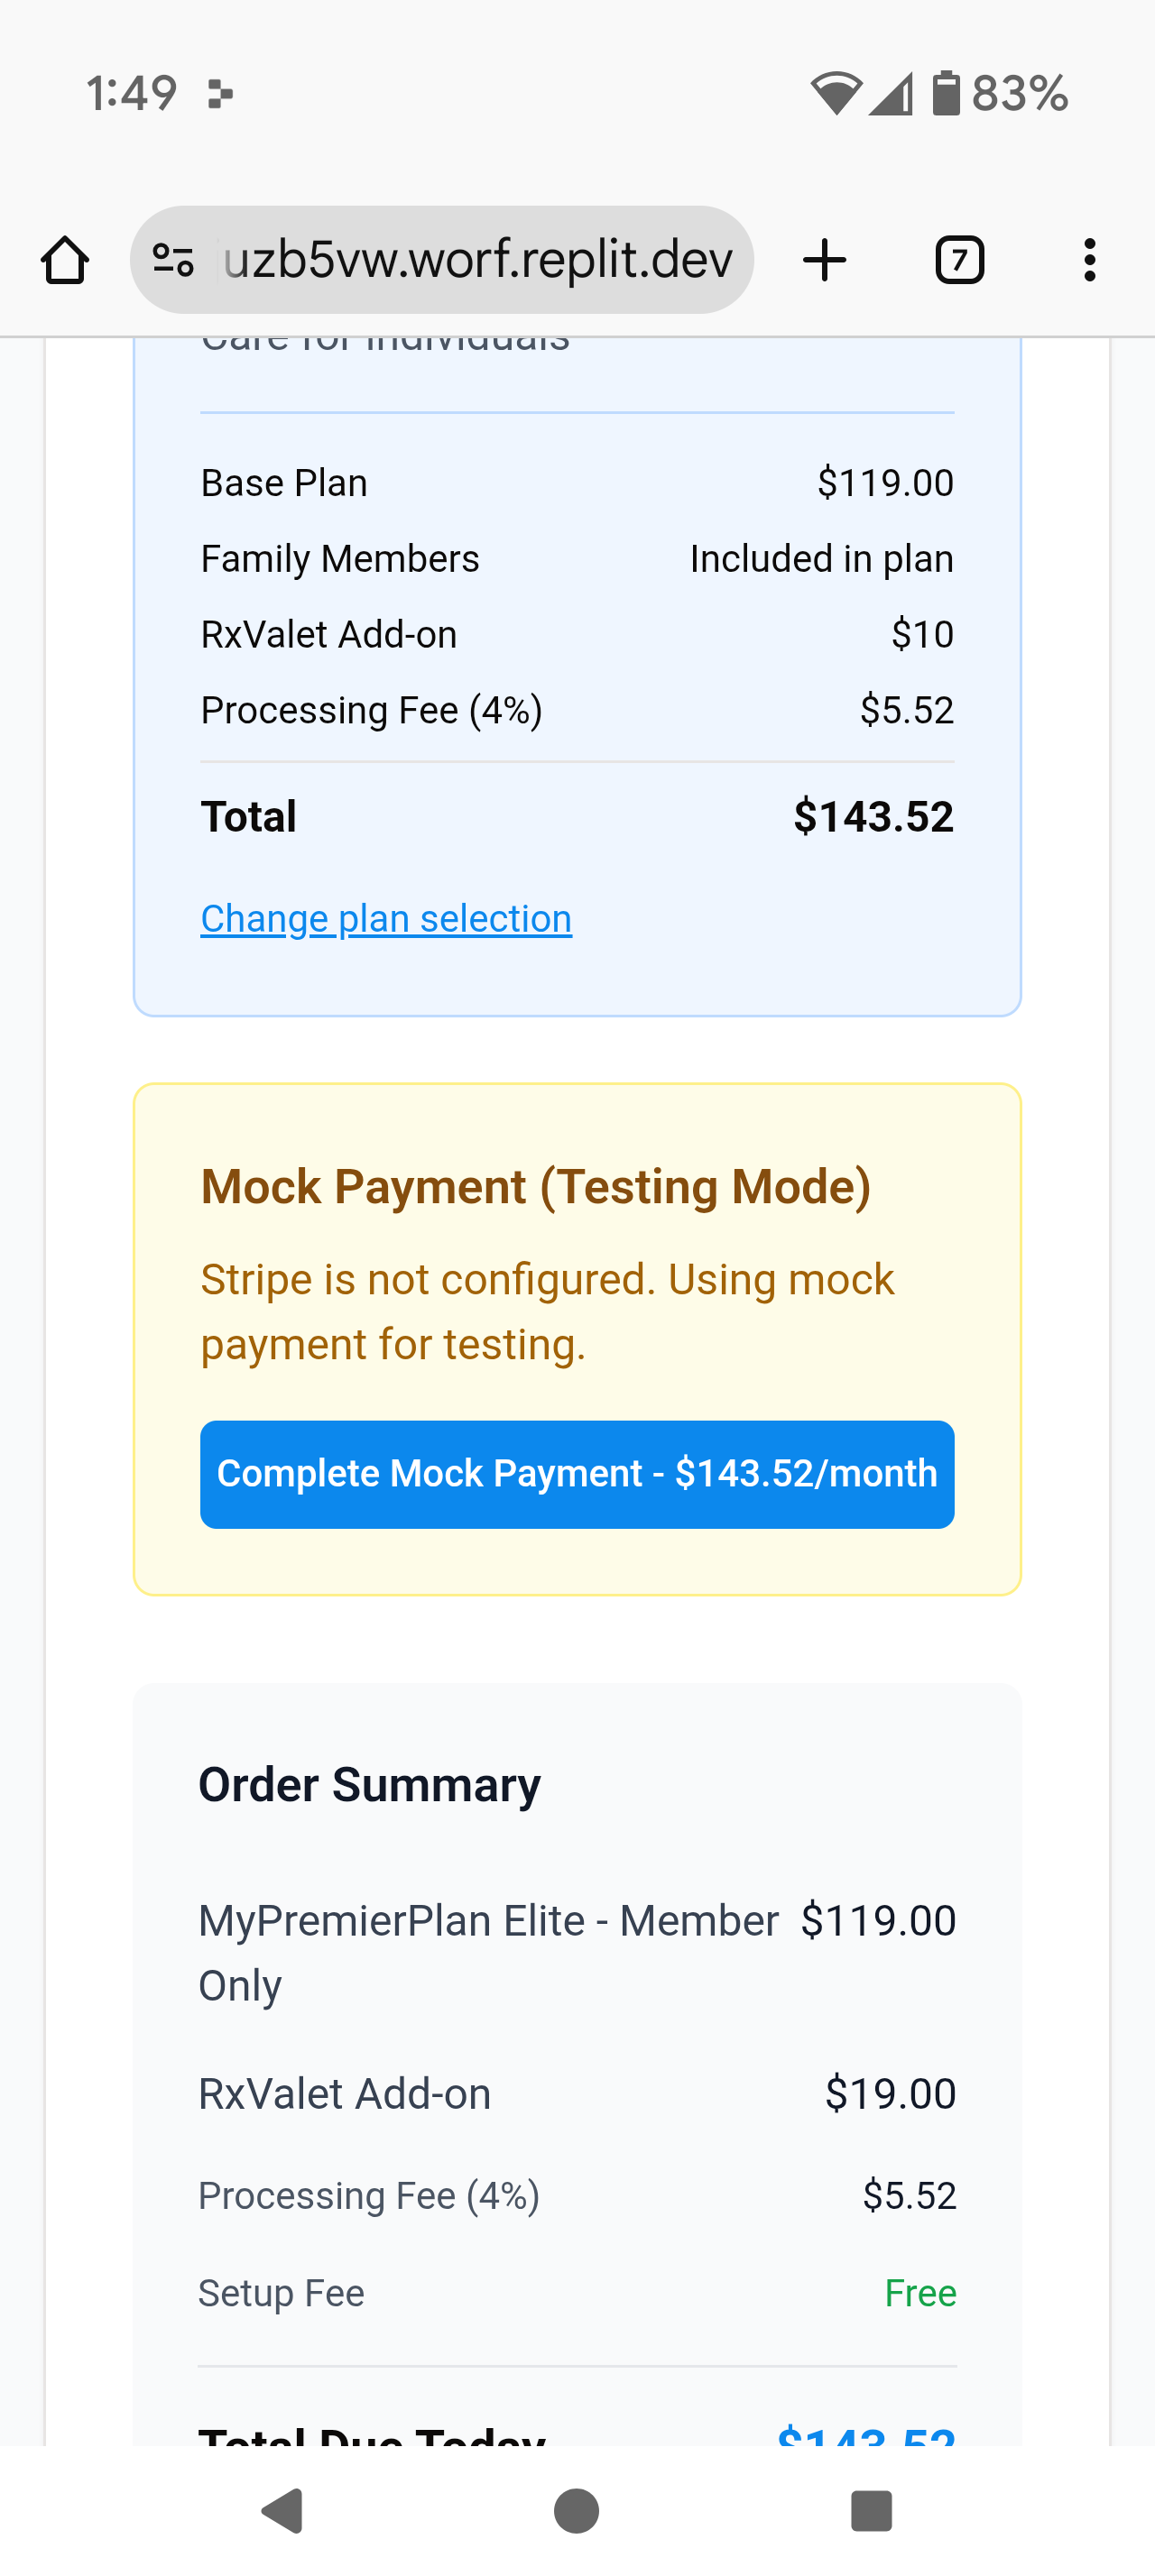 1:49
83%
uzb5vw.worf.replit.dev
7
Care for Individuals
Base Plan $119.00
Family Members Included in plan
RxValet Add-on $10
Processing Fee (4%) $5.52
Total $143.52
Change plan selection
Mock Payment (Testing Mode)
Stripe is not configured. Using mock
payment for testing.
Complete Mock Payment - $143.52/month
Order Summary
MyPremierPlan Elite - Member $119.00
Only
RxValet Add-on $19.00
Processing Fee (4%) $5.52
Setup Fee Free
Total Due Today $143.52